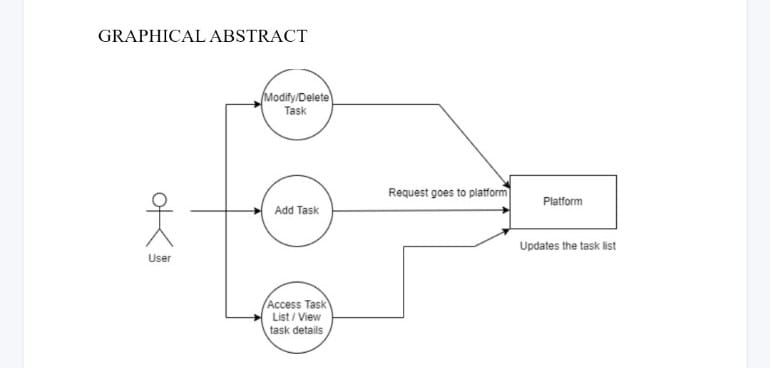 GRAPHICAL ABSTRACT
Modify/Delete
Task
Request goes to platform
Platform
Add Task
Updates the task list
User
Access Task
List / View
task details